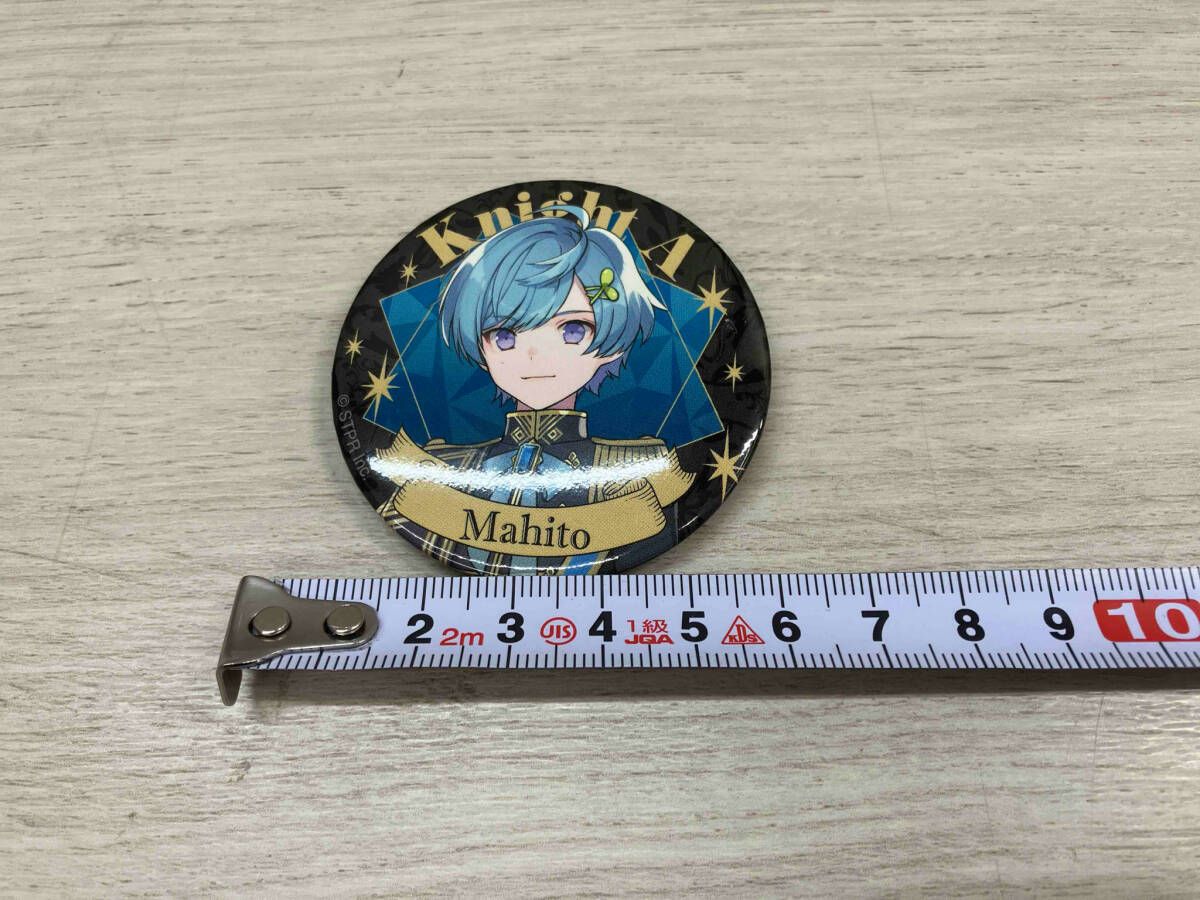 Knight A
© STPR Inc.
Mahito
2 2m 3 JIS 4 1級 JQA 5 KDS 6 7 8 9 10